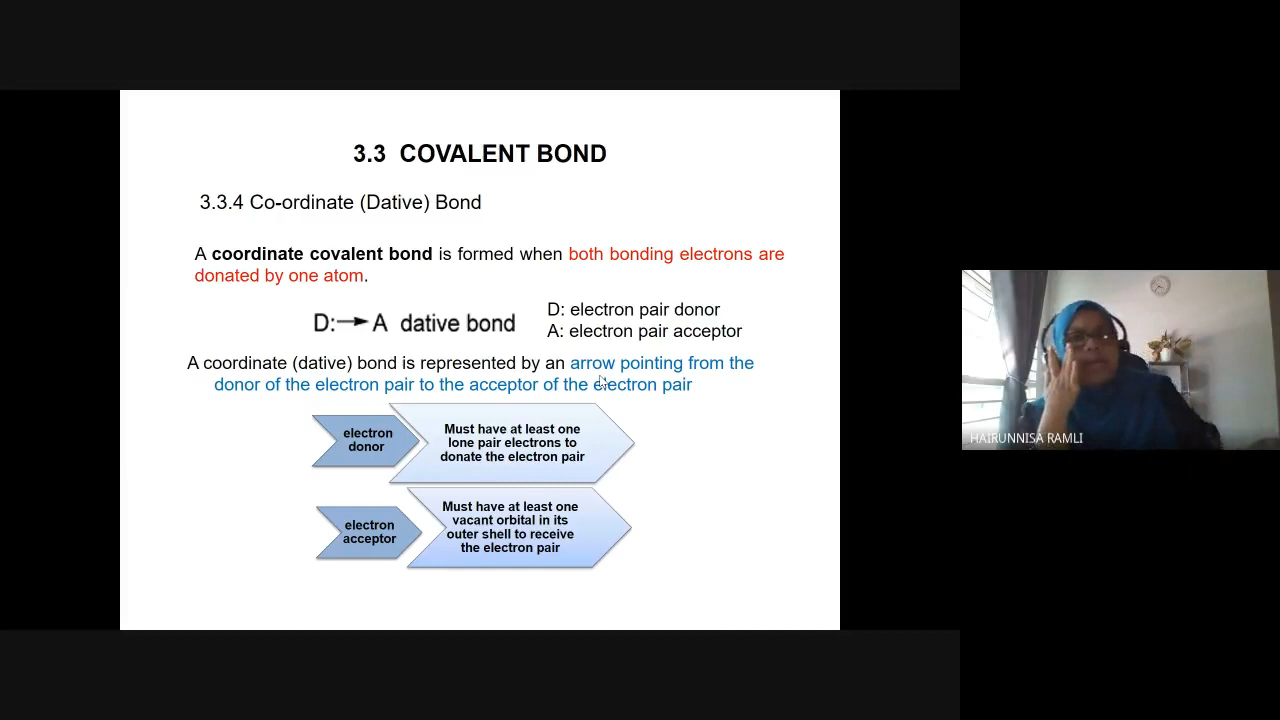 3.3 COVALENT BOND
3.3.4 Co-ordinate (Dative) Bond
A coordinate covalent bond is formed when both bonding electrons are
donated by one atom.
D:→A dative bond
D: electron pair donor
A: electron pair acceptor
A coordinate (dative) bond is represented by an arrow pointing from the
donor of the electron pair to the acceptor of the electron pair
electron
donor
Must have at least one
lone pair electrons to
donate the electron pair
electron
acceptor
Must have at least one
vacant orbital in its
outer shell to receive
the electron pair
HAIRUNNISA RAMLI